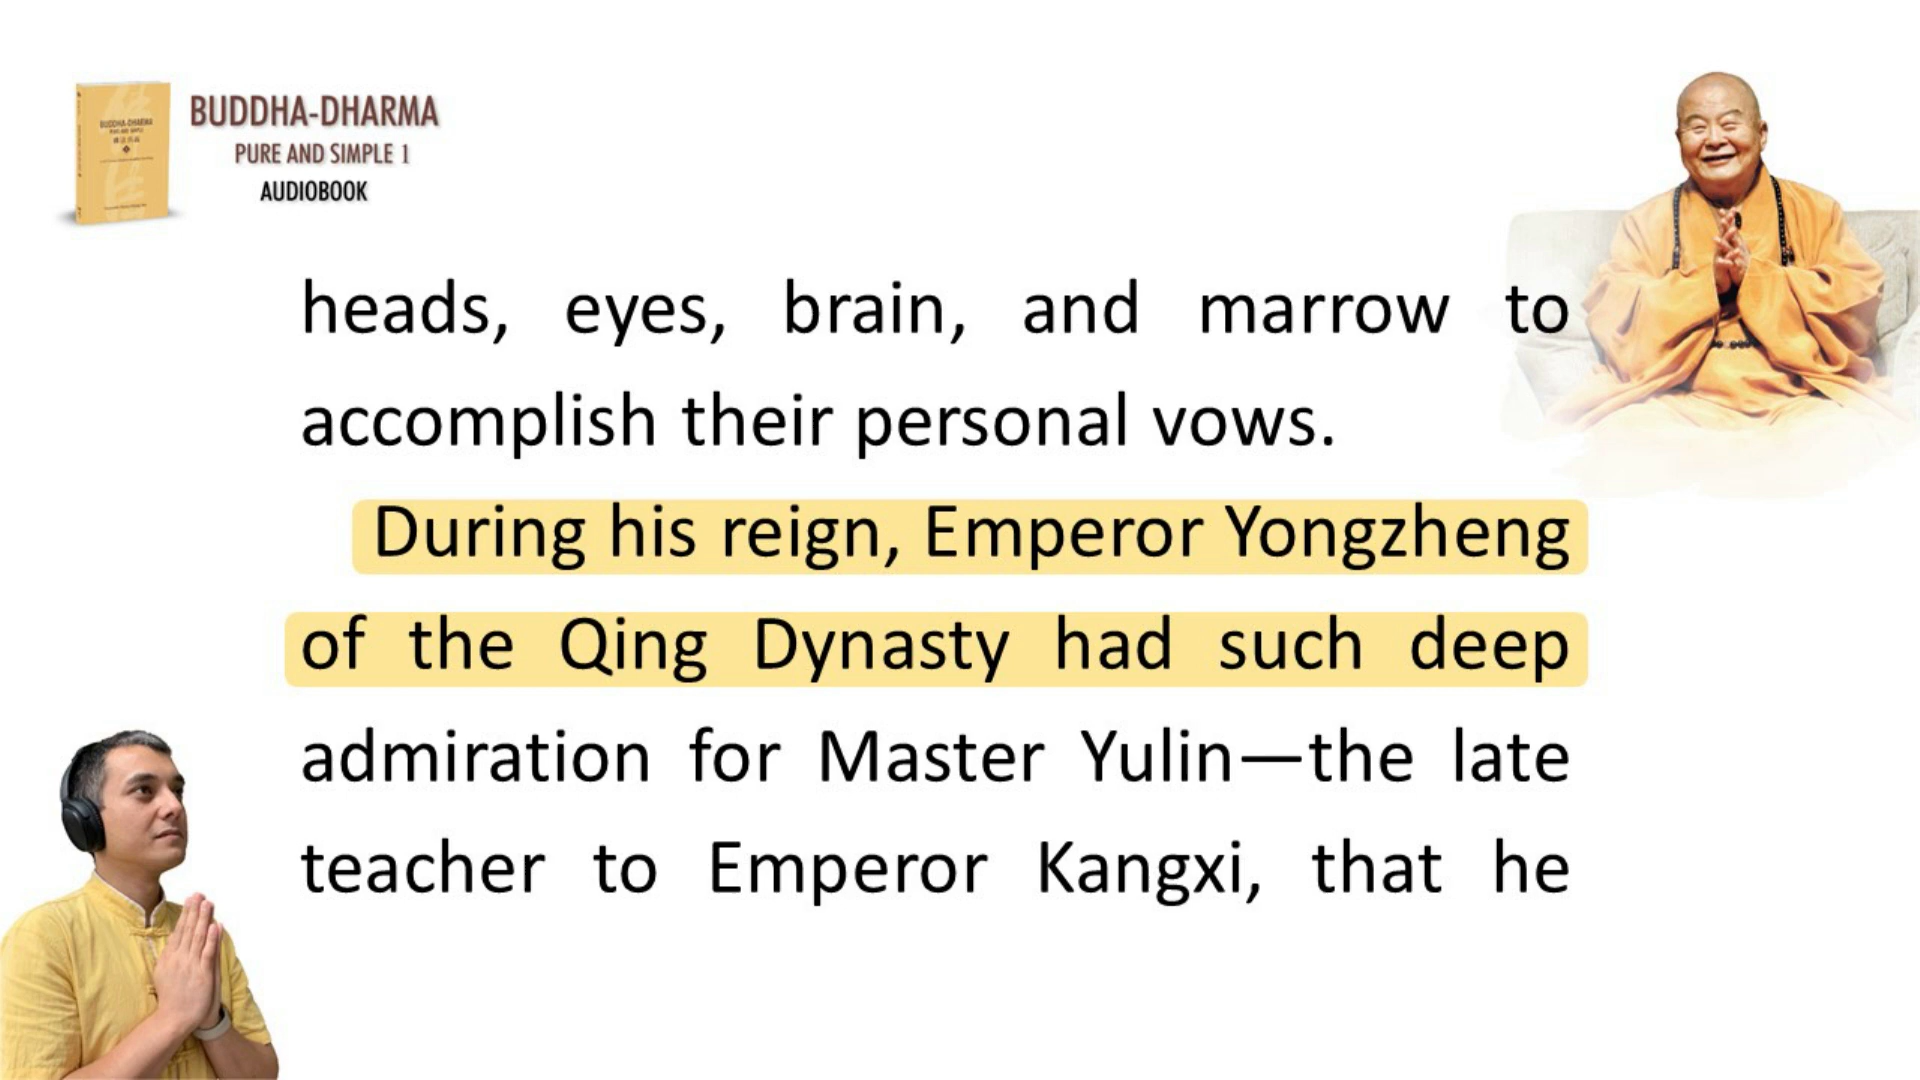 BUDDHA-DHARMA
PURE AND SIMPLE 1
AUDIOBOOK
BUDDHA-DHARMA
heads, eyes, brain, and marrow to
accomplish their personal vows.
During his reign, Emperor Yongzheng
of the Qing Dynasty had such deep
admiration for Master Yulin—the late
teacher to Emperor Kangxi, that he